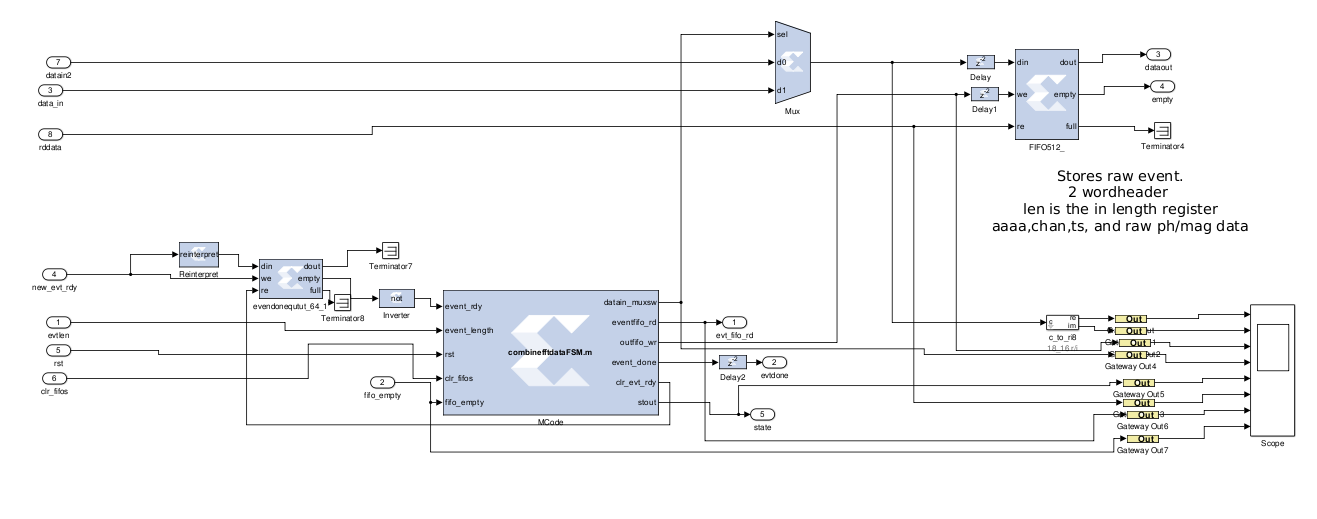 sel
d0
d1
Mux
7
datain2
3
data_in
8
rddata
z-2
Delay
z-2
Delay1
din
we
re
dout
empty
full
FIFO512_
3
dataout
4
empty
Terminator4
Stores raw event.
2 wordheader
len is the in length register
aaaa,chan,ts, and raw ph/mag data
reinterpret
Reinterpret
4
new_evt_rdy
din
we
re
dout
empty
full
evendonequtut_64_1
Terminator7
Terminator8
not
Inverter
1
evtlen
5
rst
6
clr_fifos
2
fifo_empty
event_rdy
event_length
rst
clr_fifos
fifo_empty
combinefftdataFSM.m
datain_muxsw
eventfifo_rd
outfifo_wr
event_done
clr_evt_rdy
stout
MCode
1
evt_fifo_rd
z-2
Delay2
2
evtdone
5
state
c
re
im
c_to_ri8
Out
Out
Out
Out
Gateway Out4
Out
Gateway Out5
Out
Out
Gateway Out6
Out
Gateway Out7
Scope